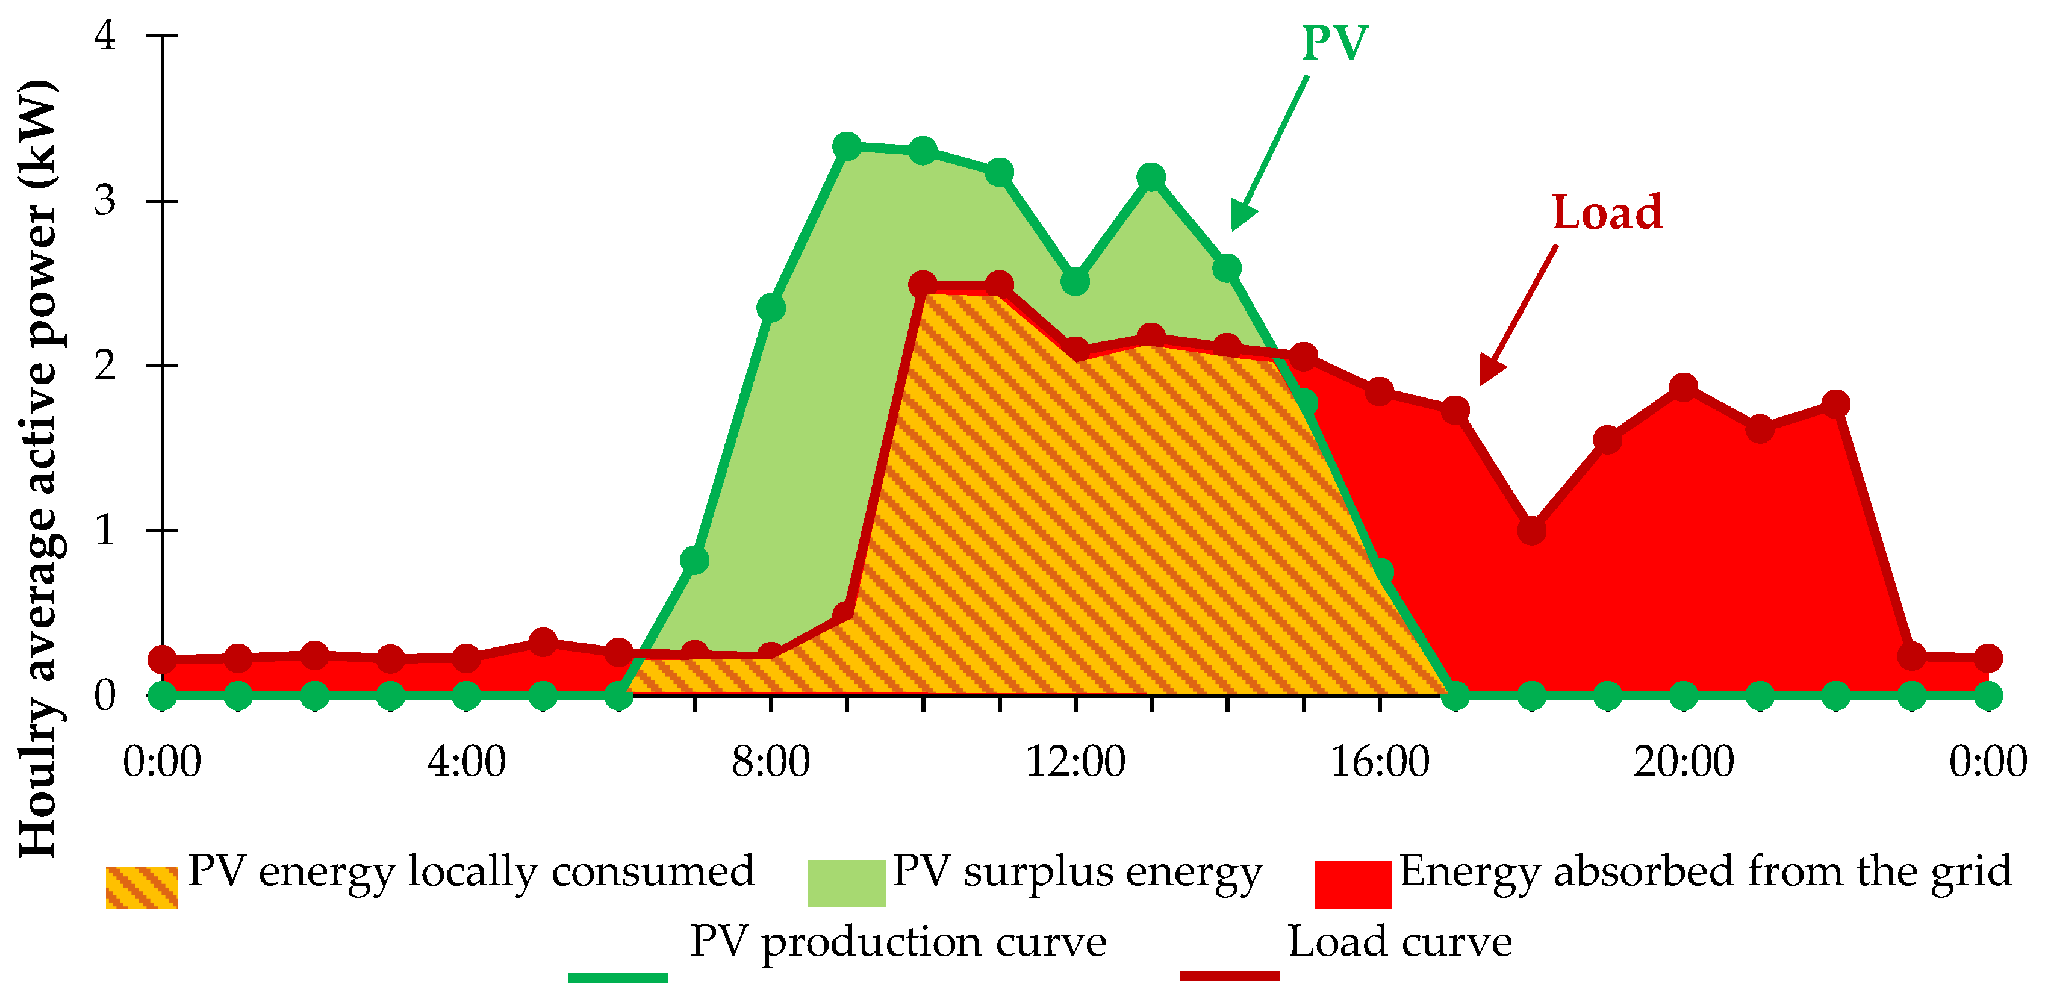 PV
Load
Houlry average active power (kW)
4
3
2
1
0
0:00 4:00 8:00 12:00 16:00 20:00 0:00
PV energy locally consumed PV surplus energy Energy absorbed from the grid
PV production curve Load curve